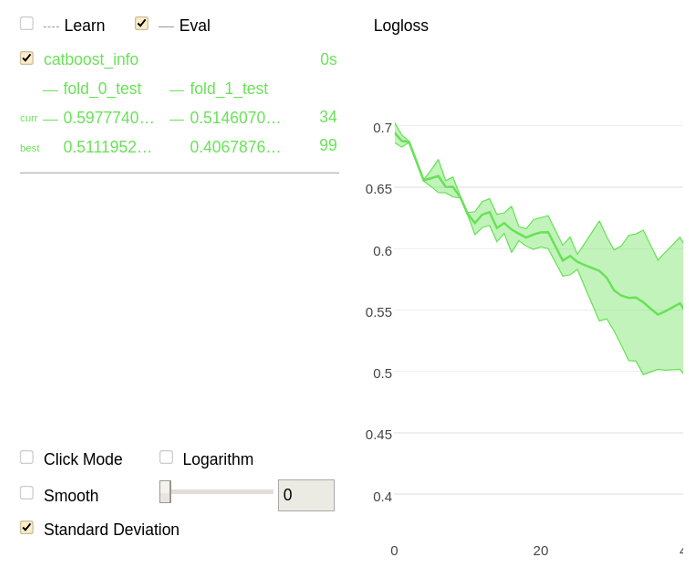 Learn Eval Logloss
catboost_info 0s
fold_0_test fold_1_test
curr 0.5977740... 0.5146070... 34
best 0.5111952... 0.4067876... 99
0.7
0.65
0.6
0.55
0.5
0.45
0.4
Click Mode Logarithm
Smooth 0
Standard Deviation
0 20